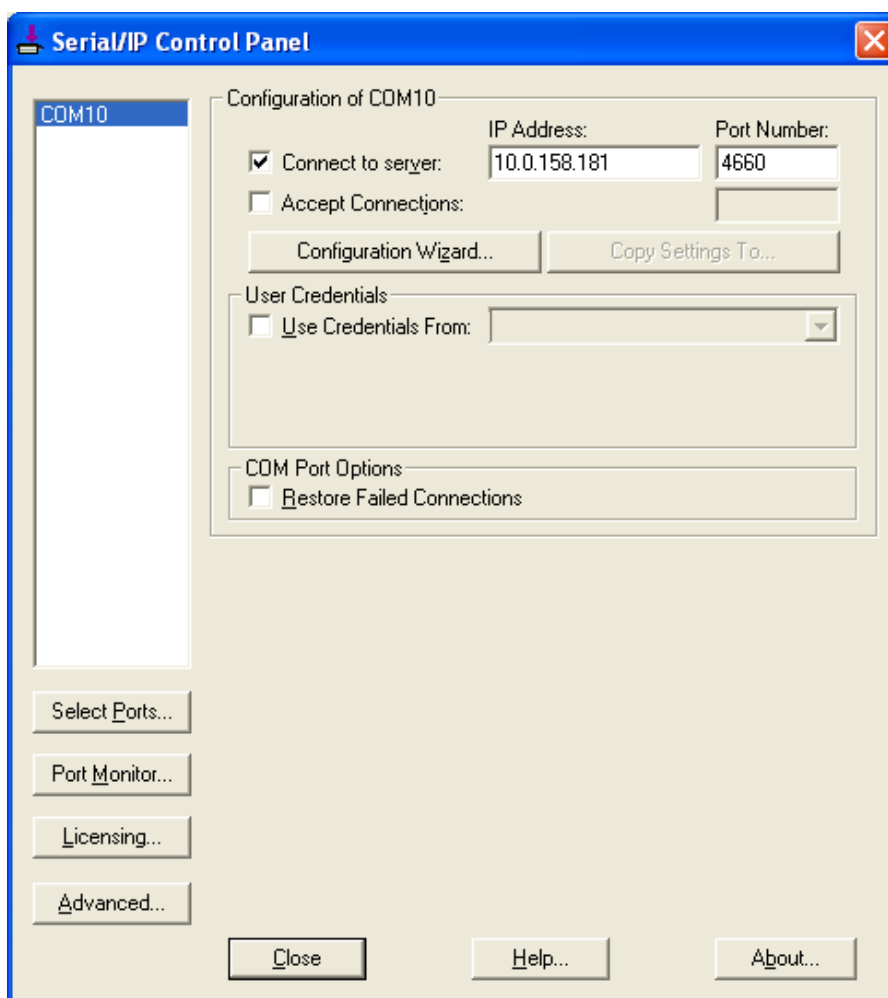 Serial/IP Control Panel
COM10
Configuration of COM10
IP Address: Port Number:
Connect to server: 10.0.158.181 4660
Accept Connections:
Configuration Wizard... Copy Settings To...
User Credentials
Use Credentials From:
COM Port Options
Restore Failed Connections
Select Ports...
Port Monitor...
Licensing...
Advanced...
Close Help... About...